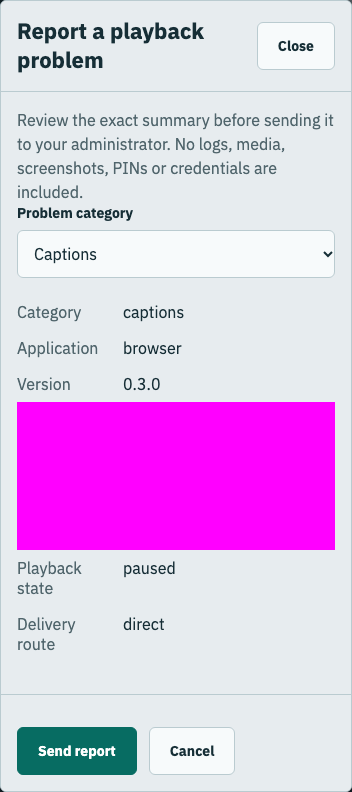 Report a playback
problem
Close
Review the exact summary before sending it
to your administrator. No logs, media,
screenshots, PINs or credentials are
included.
Problem category
Captions
Category captions
Application browser
Version 0.3.0
Playback paused
state
Delivery direct
route
Send report Cancel